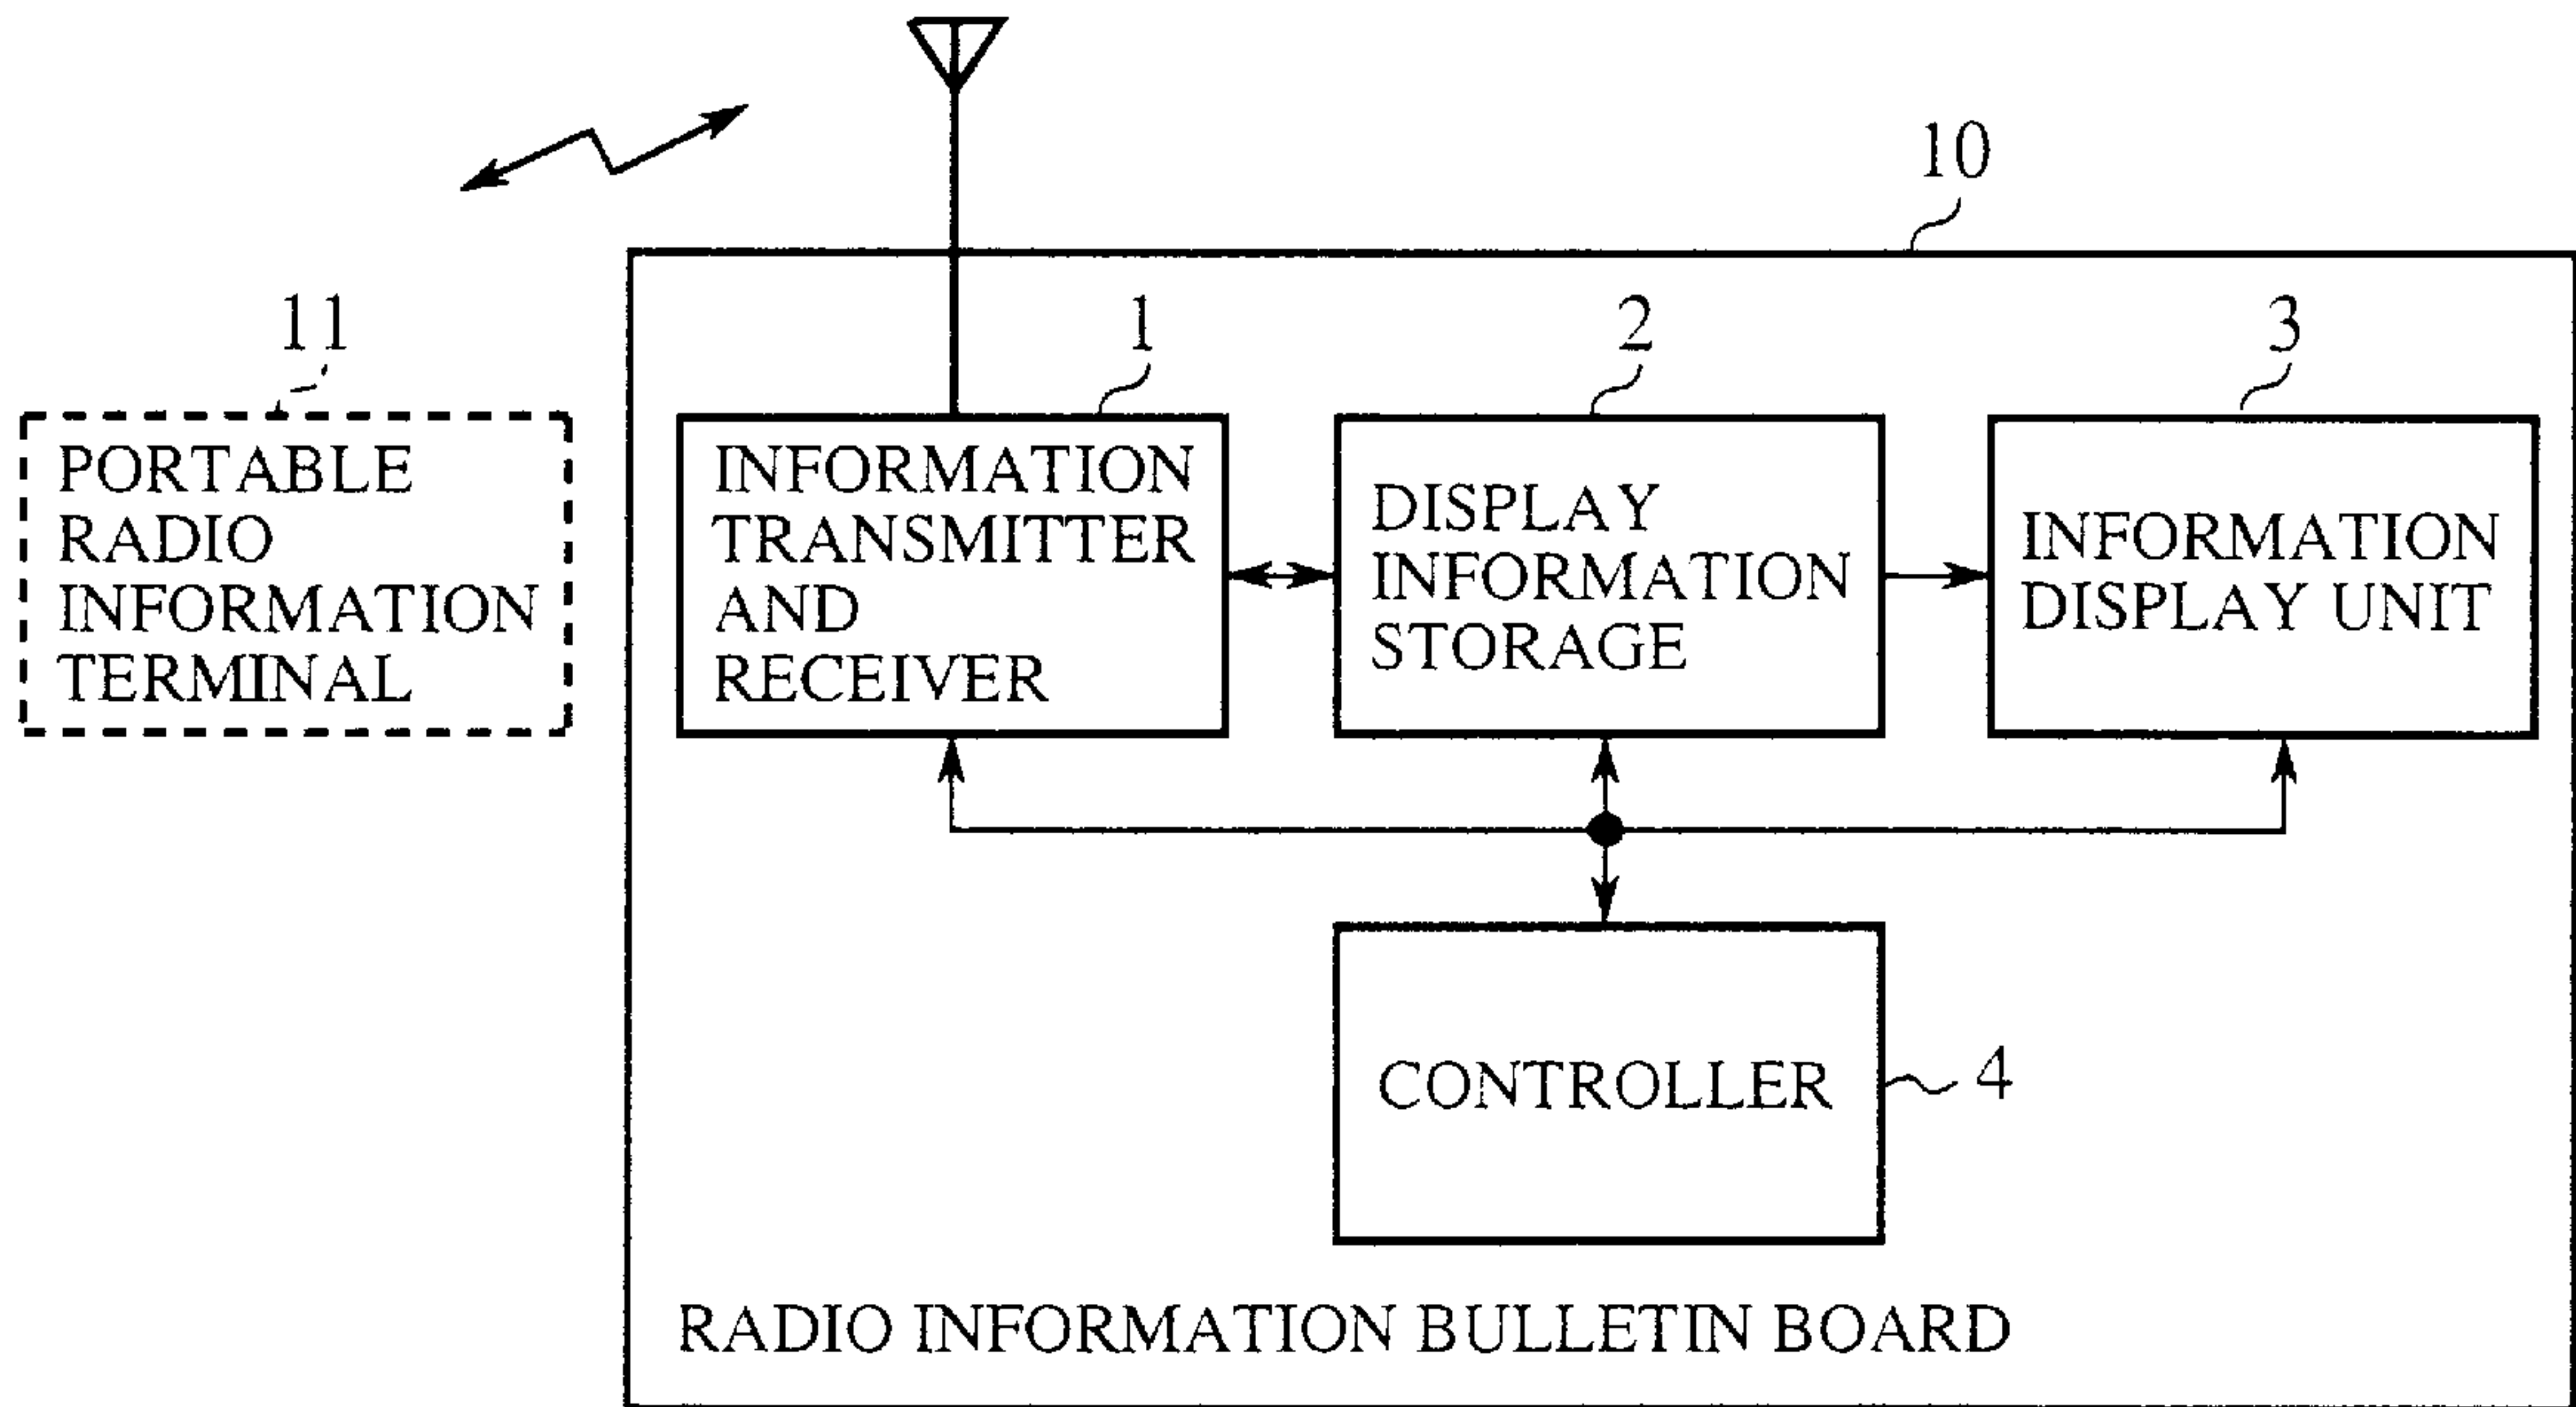 10
11
1
2
3
PORTABLE
RADIO
INFORMATION
TERMINAL
INFORMATION
TRANSMITTER
AND
RECEIVER
DISPLAY
INFORMATION
STORAGE
INFORMATION
DISPLAY UNIT
CONTROLLER
4
RADIO INFORMATION BULLETIN BOARD